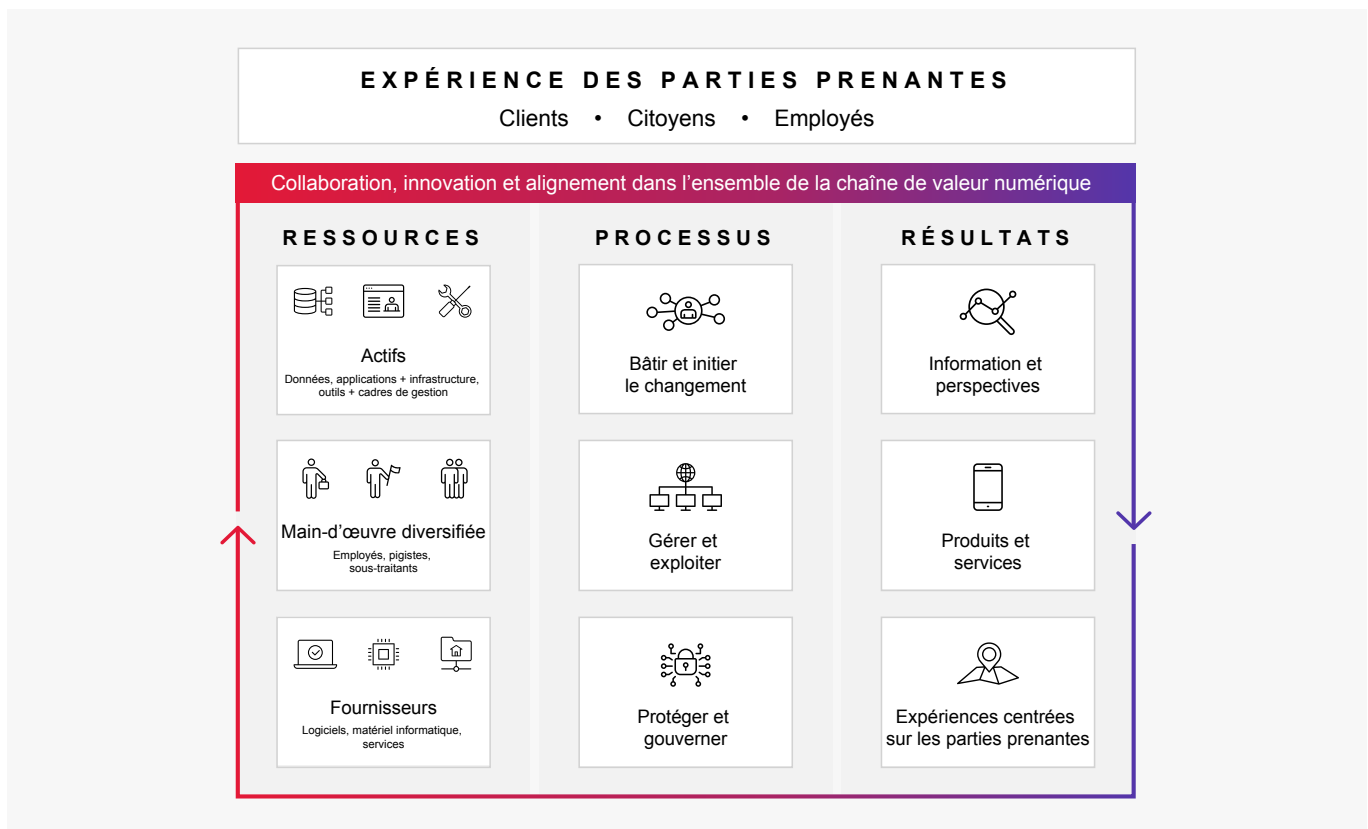 EXPÉRIENCE DES PARTIES PRENANTES
Clients • Citoyens • Employés
Collaboration, innovation et alignement dans l’ensemble de la chaîne de valeur numérique
RESSOURCES
Actifs
Données, applications + infrastructure,
outils + cadres de gestion
Main-d’œuvre diversifiée
Employés, pigistes,
sous-traitants
Fournisseurs
Logiciels, matériel informatique,
services
PROCESSUS
Bâtir et initier
le changement
Gérer et
exploiter
Protéger et
gouverner
RÉSULTATS
Information et
perspectives
Produits et
services
Expériences centrées
sur les parties prenantes